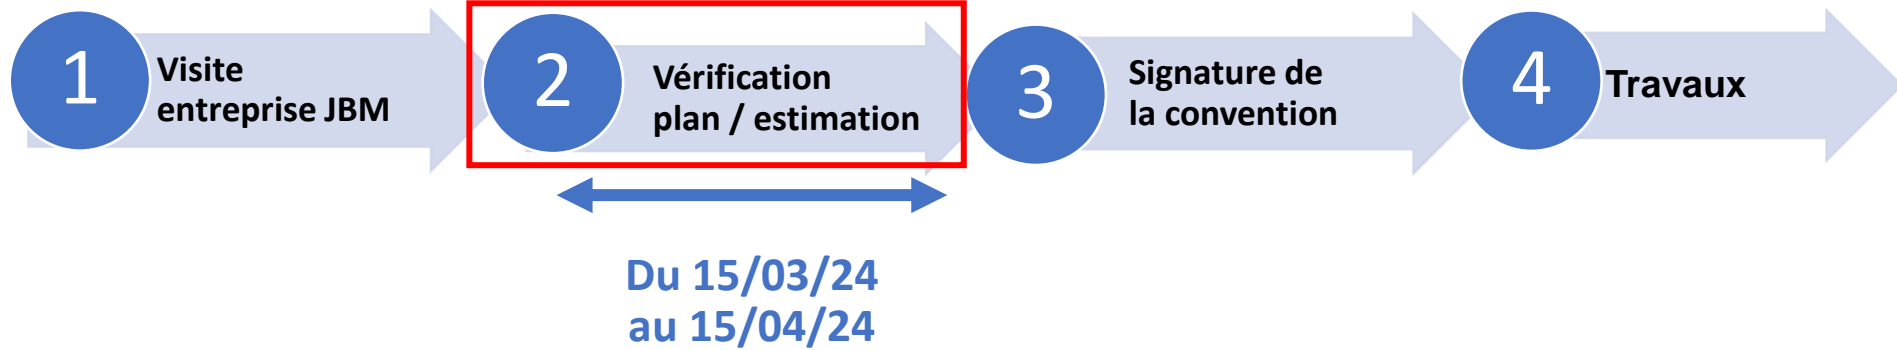 1
Visite
entreprise JBM
2
Vérification
plan / estimation
3
Signature de
la convention
4
Travaux
Du 15/03/24
au 15/04/24